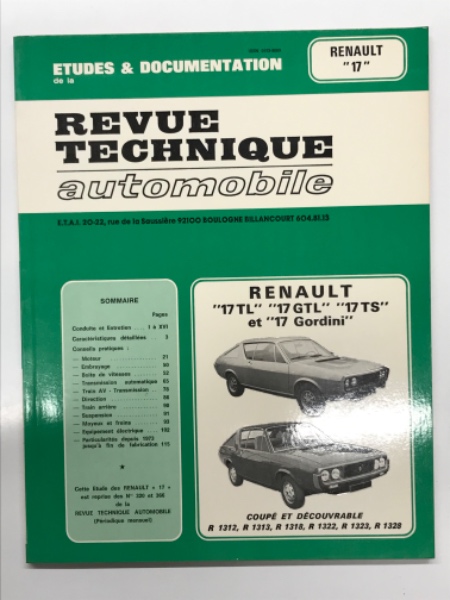 ETUDES & DOCUMENTATION
de la
RENAULT
"17"
REVUE
TECHNIQUE
automobile
E.T.A.I. 20-22, rue de la Saussière 92100 BOULOGNE BILLANCOURT 604.81.13
SOMMAIRE
Pages
Conduite et Entretien .... 1 à XVI
Caractéristiques détaillées . 3
Conseils pratiques :
— Moteur 21
— Embrayage 50
— Boîte de vitesses 52
— Transmission automatique 65
— Train AV - Transmission 78
— Direction
— Train arrière
— Suspension 91
— Moyeux et freins 93
— Equipement électrique 102
— Particularités depuis 1973
jusqu'à fin de fabrication 115
*
Cette Etude des RENAULT « 17 »
est reprise des Nos 320 et
de la
REVUE TECHNIQUE AUTOMOBILE
(Périodique mensuel)
RENAULT
"17 TL" "17 GTL" "17 TS"
et "17 Gordini"
COUPÉ ET DÉCOUVRABLE
R 1312, R 1313, R 1318, R 1322, R 1323, R 1328